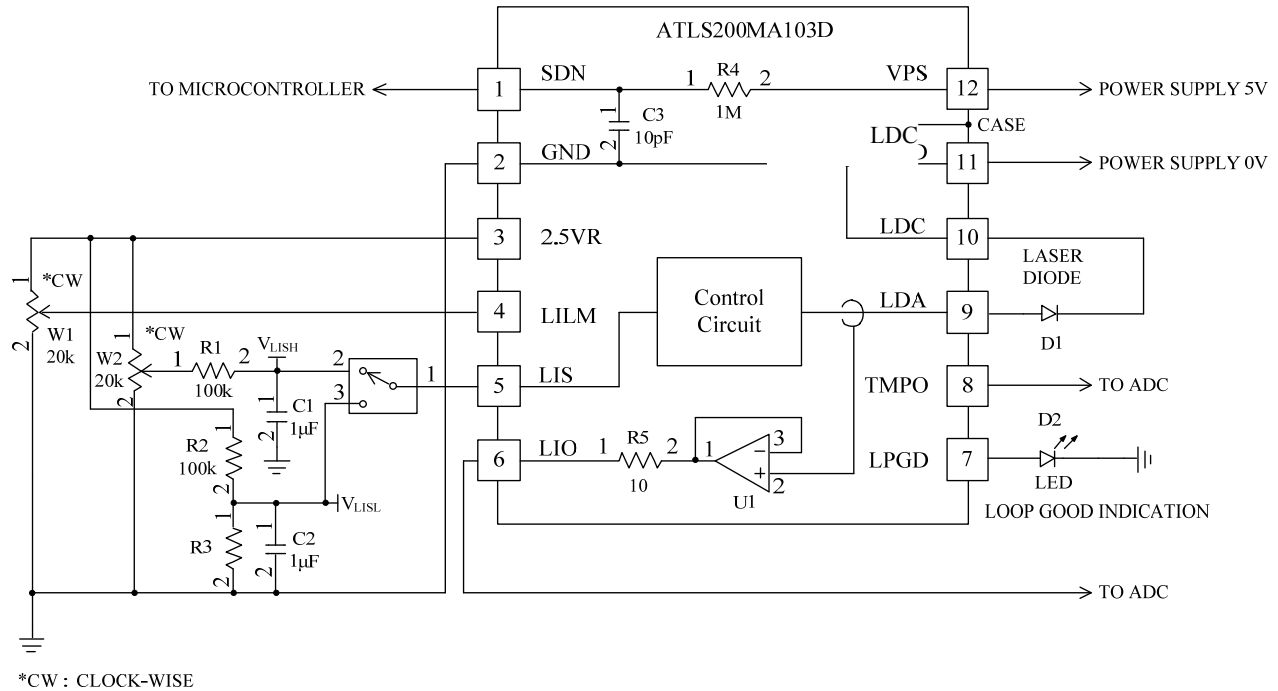 ATLS200MA103D
TO MICROCONTROLLER
1
SDN
1
R4
2
1M
VPS
12
POWER SUPPLY 5V
1
2
C3
10pF
LDC
CASE
2
GND
11
POWER SUPPLY 0V
3
2.5VR
LDC
10
LASER
DIODE
1
*CW
2
W1
20k
4
LILM
Control
Circuit
LDA
9
D1
1
*CW
W2
20k
2
1
R1
2
100k
VLISH
2
3
1
5
LIS
TMPO
8
TO ADC
1
2
C1
1μF
1
R2
100k
2
6
LIO
1
R5
2
10
1
3
−
+
2
U1
LPGD
7
D2
LED
LOOP GOOD INDICATION
VLISL
1
R3
2
1
C2
1μF
2
TO ADC
*CW : CLOCK-WISE